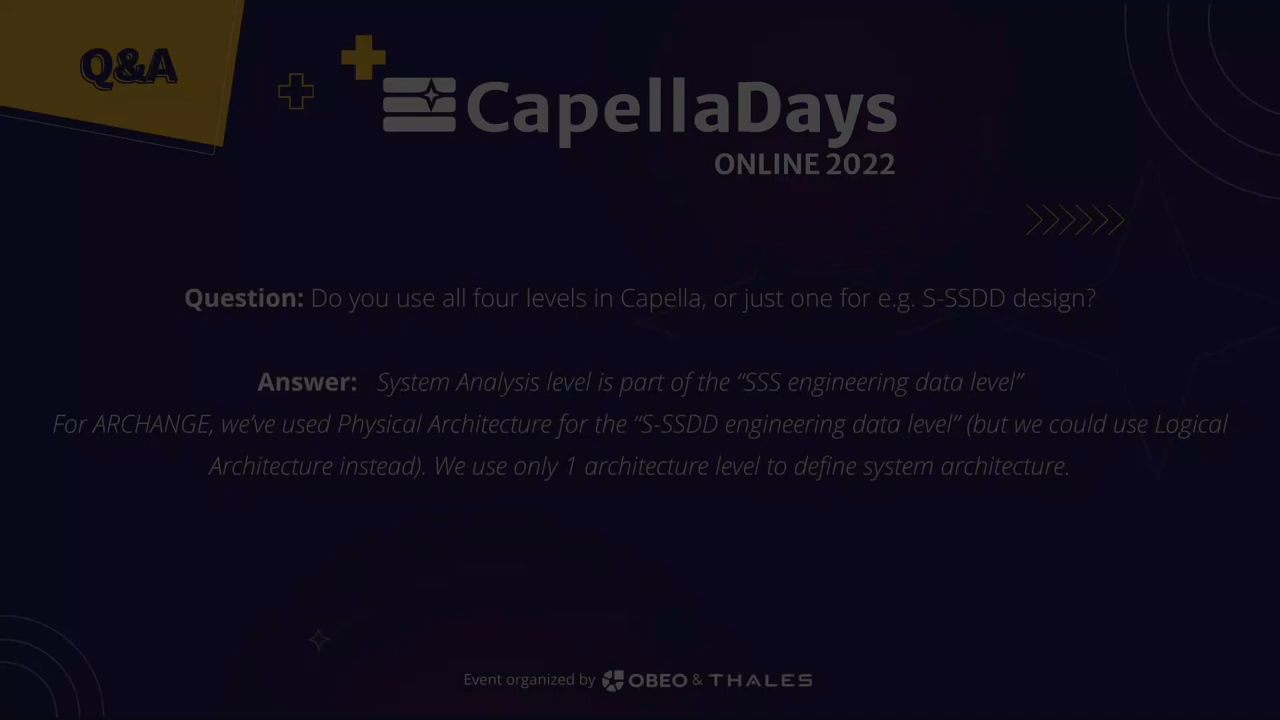 Q&A
CapellaDays
ONLINE 2022
Question: Do you use all four levels in Capella, or just one for e.g. S-SSDD design?
Answer: System Analysis level is part of the “SSS engineering data level”
For ARCHANGE, we’ve used Physical Architecture for the “S-SSDD engineering data level” (but we could use Logical
Architecture instead). We use only 1 architecture level to define system architecture.
Event organized by OBEO & THALES